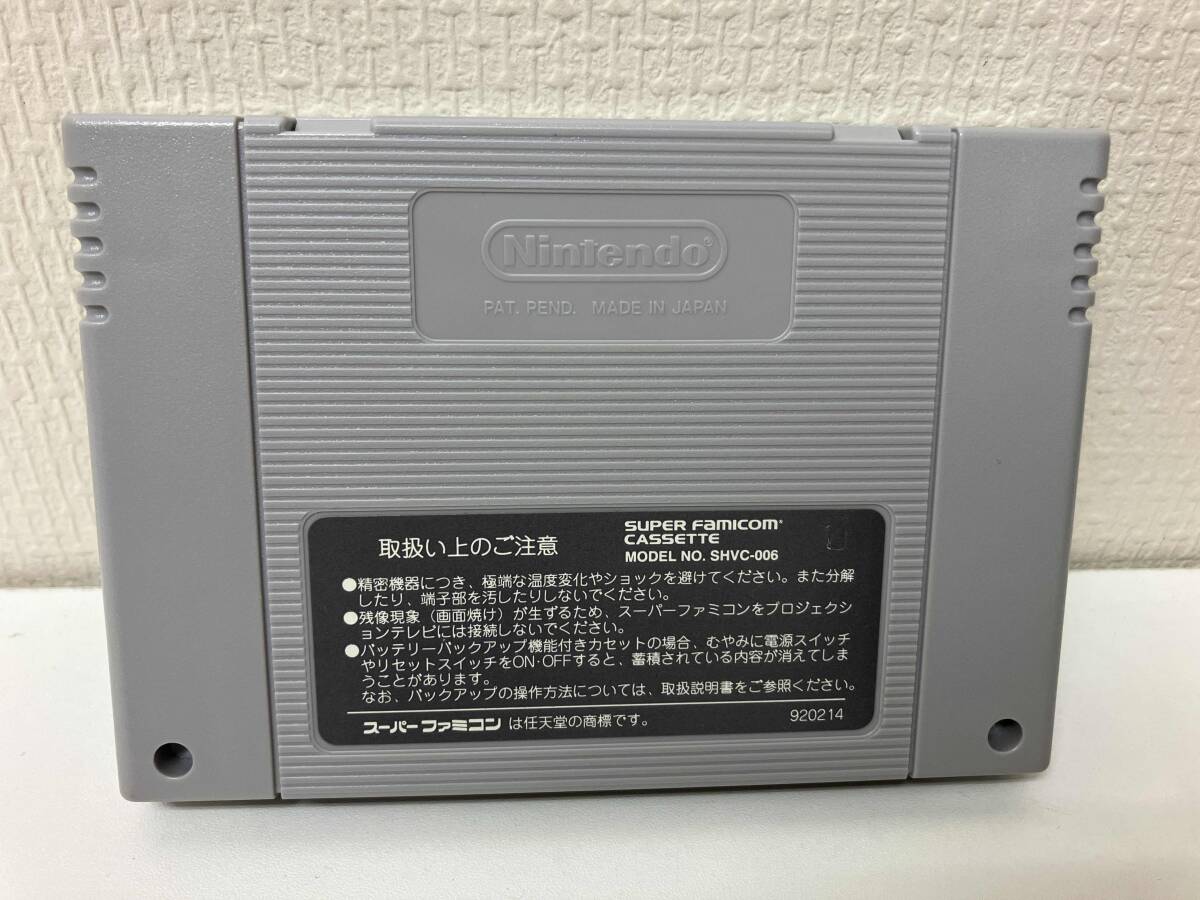 Nintendo®
PAT. PEND. MADE IN JAPAN
取扱い上のご注意
SUPER FAMICOM®
CASSETTE
MODEL NO. SHVC-006
●精密機器につき、極端な温度変化やショックを避けてください。また分解
したり、端子部を汚したりしないでください。
●残像現象（画面焼け）が生ずるため、スーパーファミコンをプロジェクシ
ョンテレビには接続しないでください。
●バッテリーバックアップ機能付きカセットの場合、むやみに電源スイッチ
やリセットスイッチをON·OFFすると、蓄積されている内容が消えてしま
うことがあります。
なお、バックアップの操作方法については、取扱説明書をご参照ください。
スーパーファミコン は任天堂の商標です。
920214